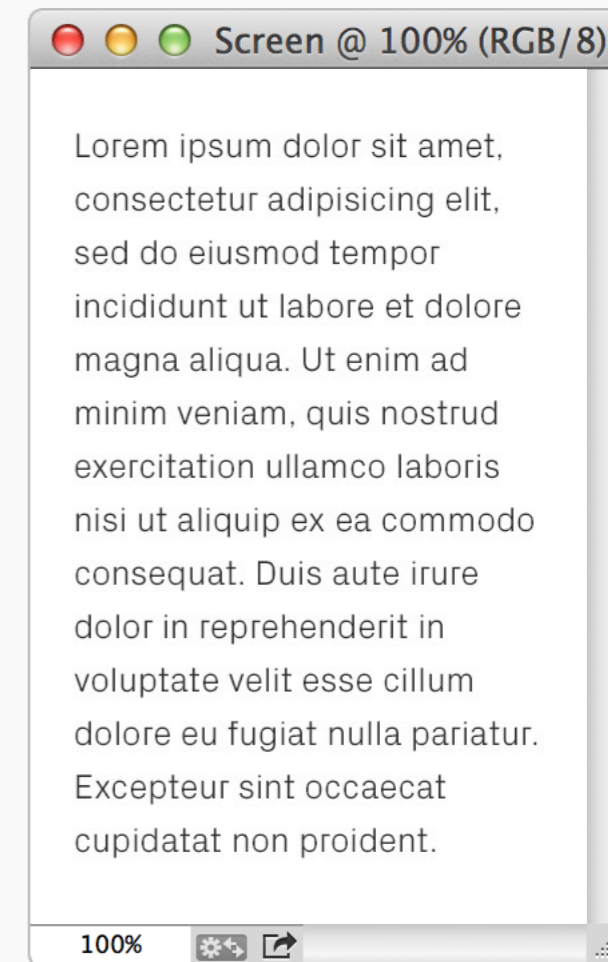 Screen @ 100% (RGB/8)
Lorem ipsum dolor sit amet,
consectetur adipisicing elit,
sed do eiusmod tempor
incididunt ut labore et dolore
magna aliqua. Ut enim ad
minim veniam, quis nostrud
exercitation ullamco laboris
nisi ut aliquip ex ea commodo
consequat. Duis aute irure
dolor in reprehenderit in
voluptate velit esse cillum
dolore eu fugiat nulla pariatur.
Excepteur sint occaecat
cupidatat non proident.
100%